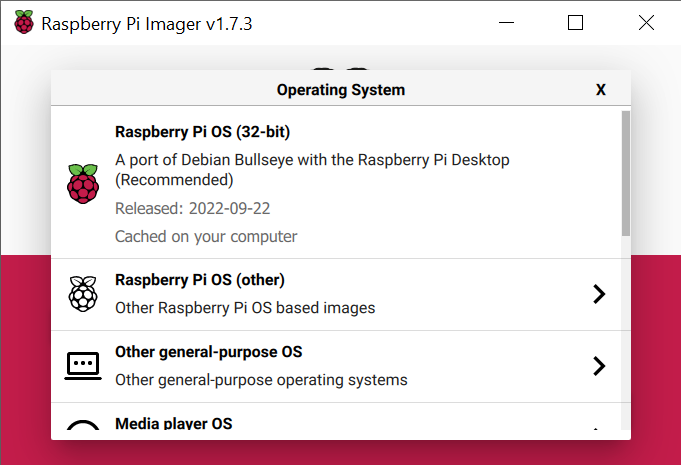 Raspberry Pi Imager v1.7.3
Operating System
X
Raspberry Pi OS (32-bit)
A port of Debian Bullseye with the Raspberry Pi Desktop
(Recommended)
Released: 2022-09-22
Cached on your computer
Raspberry Pi OS (other)
Other Raspberry Pi OS based images
Other general-purpose OS
Other general-purpose operating systems
Media player OS